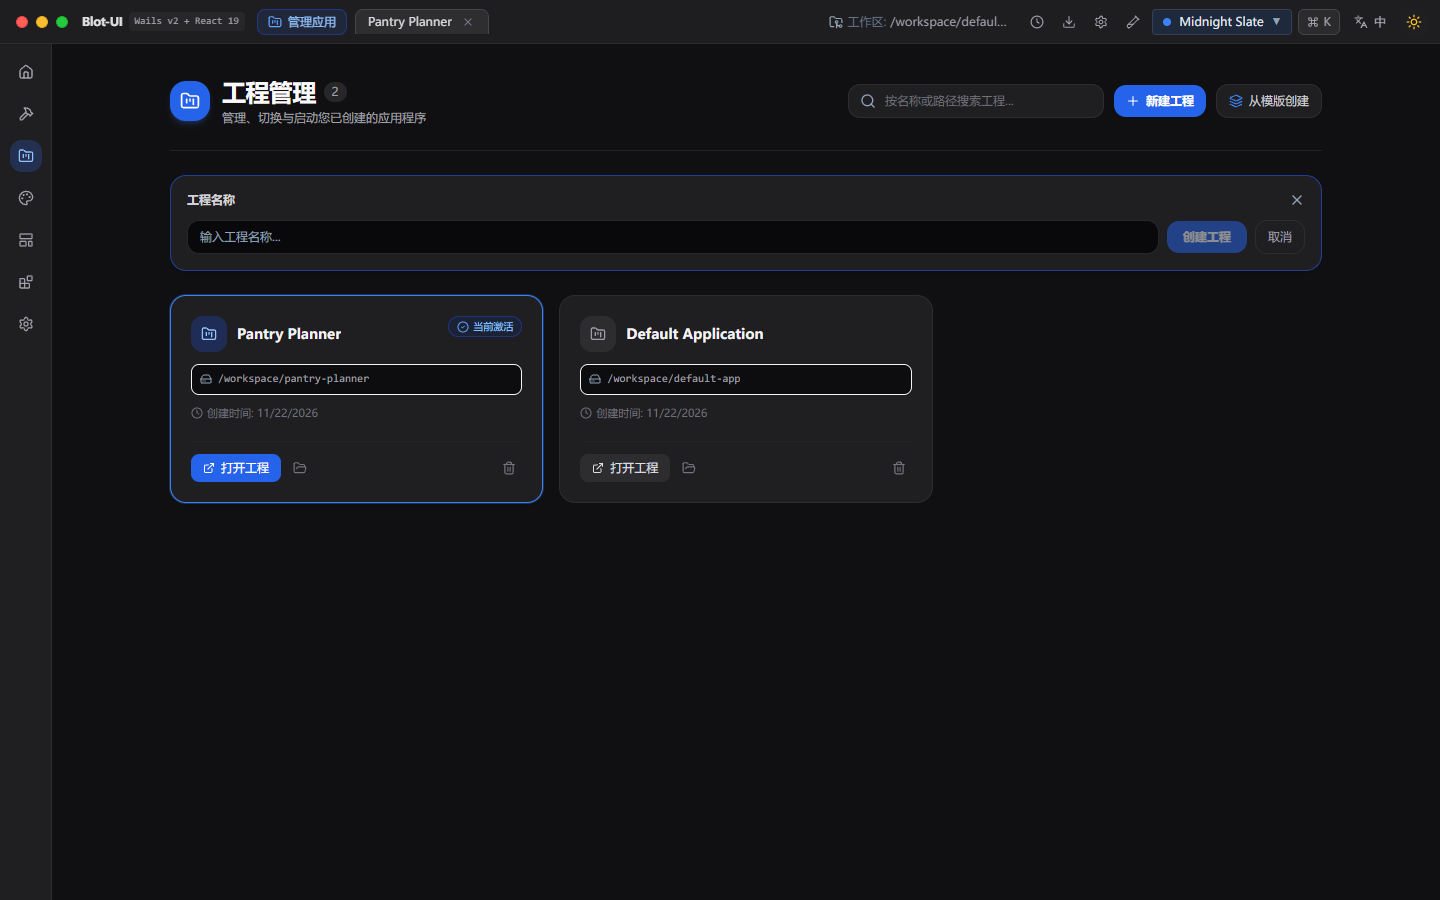 Blot-UI
Wails v2 + React 19
管理应用
Pantry Planner
工作区: /workspace/defaul...
Midnight Slate
⌘ K
中
工程管理
2
管理、切换与启动您已创建的应用程序
按名称或路径搜索工程...
新建工程
从模版创建
工程名称
输入工程名称...
创建工程
取消
Pantry Planner
当前激活
/workspace/pantry-planner
创建时间: 11/22/2026
打开工程
Default Application
/workspace/default-app
创建时间: 11/22/2026
打开工程